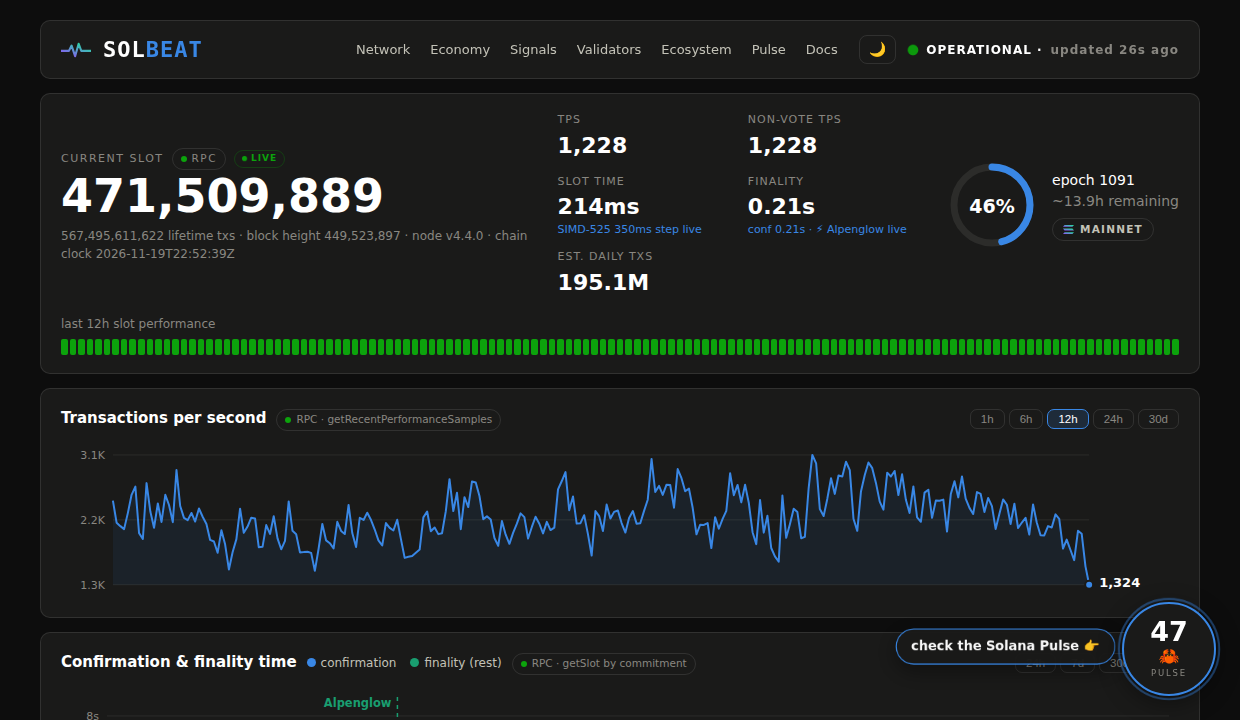 SOLBEAT
Network Economy Signals Validators Ecosystem Pulse Docs
OPERATIONAL · updated 26s ago
CURRENT SLOT RPC LIVE
471,509,889
567,495,611,622 lifetime txs · block height 449,523,897 · node v4.4.0 · chain
clock 2026-11-19T22:52:39Z
TPS
1,228
NON-VOTE TPS
1,228
SLOT TIME
214ms
SIMD-525 350ms step live
FINALITY
0.21s
conf 0.21s · ⚡ Alpenglow live
EST. DAILY TXS
195.1M
46%
epoch 1091
~13.9h remaining
MAINNET
last 12h slot performance
Transactions per second RPC · getRecentPerformanceSamples
1h 6h 12h 24h 30d
3.1K
2.2K
1.3K
1,324
Confirmation & finality time confirmation finality (rest) RPC · getSlot by commitment
check the Solana Pulse 👉
47
PULSE
Alpenglow
8s